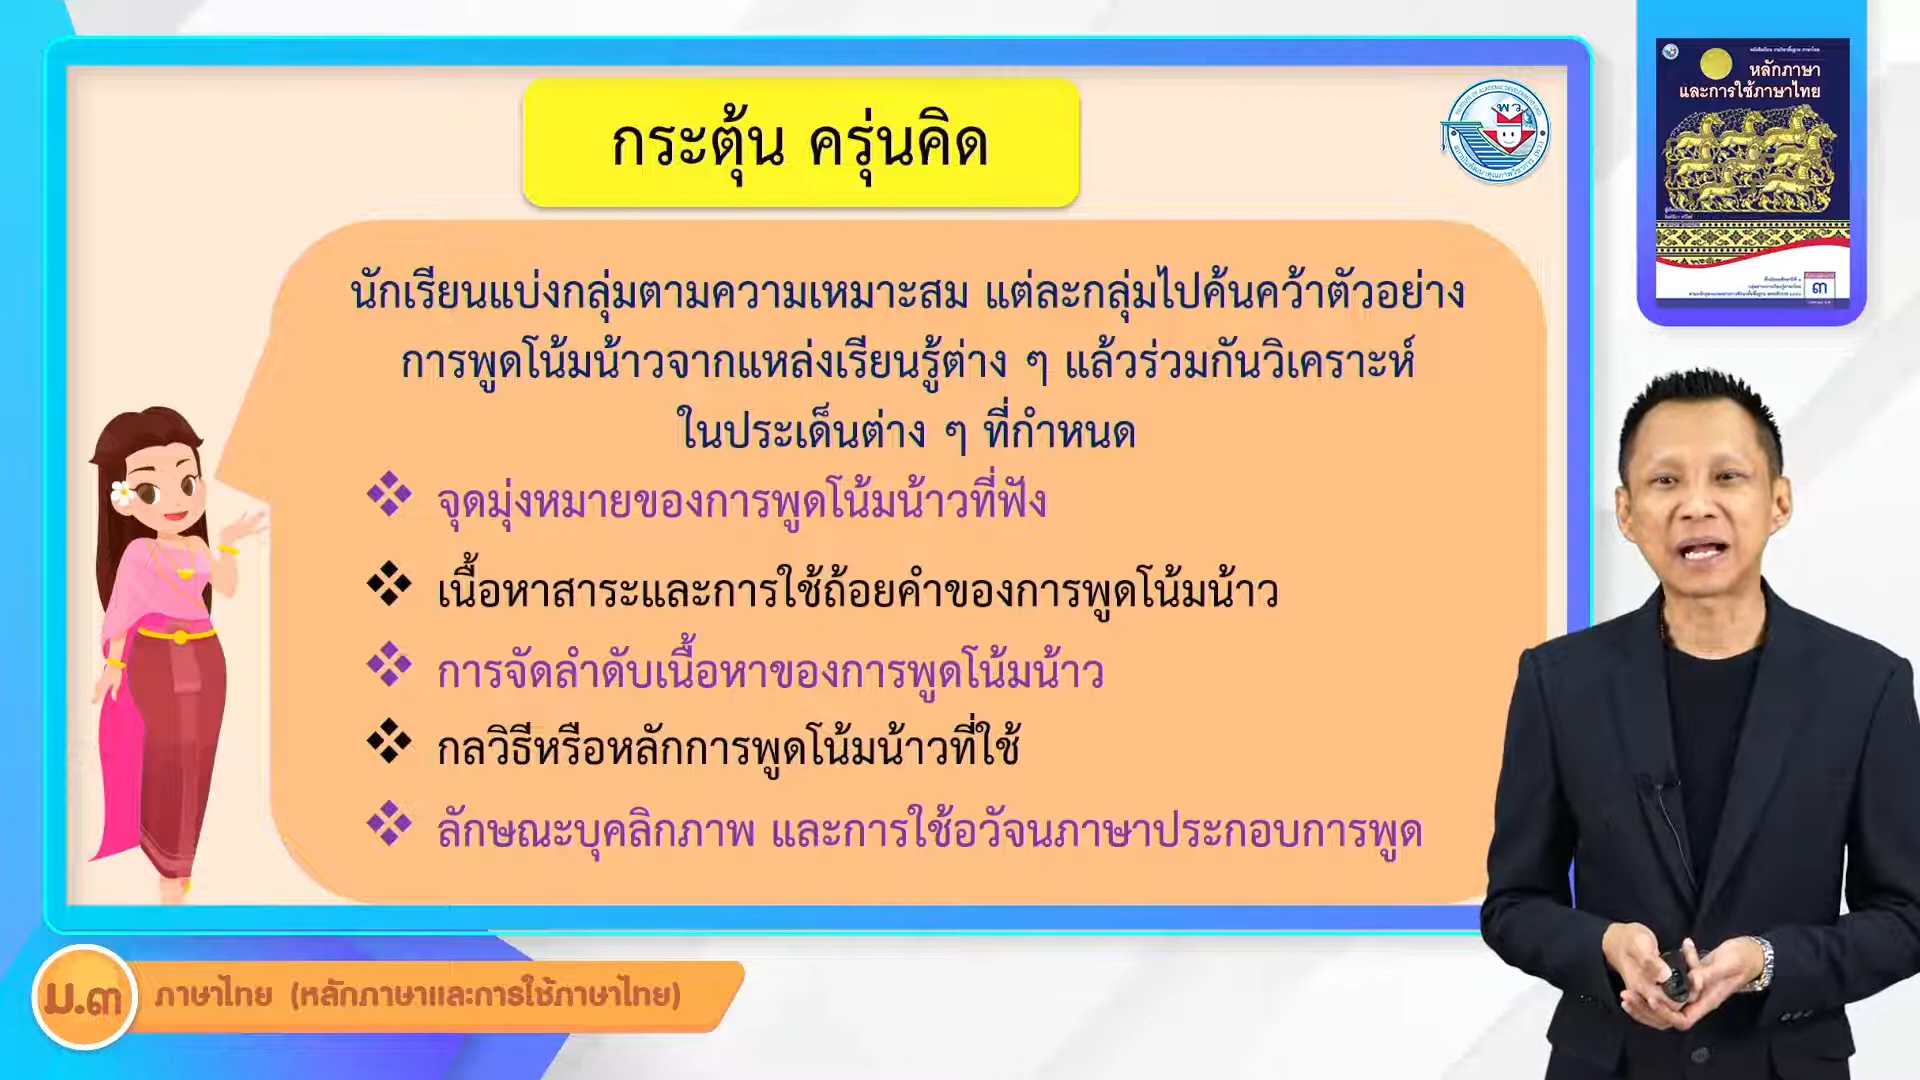 กระตุ้น ครุ่นคิด
นักเรียนแบ่งกลุ่มตามความเหมาะสม แต่ละกลุ่มไปค้นคว้าตัวอย่าง
การพูดโน้มน้าวจากแหล่งเรียนรู้ต่าง ๆ แล้วร่วมกันวิเคราะห์
ในประเด็นต่าง ๆ ที่กำหนด
❖ จุดมุ่งหมายของการพูดโน้มน้าวที่ฟัง
❖ เนื้อหาสาระและการใช้ถ้อยคำของการพูดโน้มน้าว
❖ การจัดลำดับเนื้อหาของการพูดโน้มน้าว
❖ กลวิธีหรือหลักการพูดโน้มน้าวที่ใช้
❖ ลักษณะบุคลิกภาพ และการใช้อวัจนภาษาประกอบการพูด
พว
หลักภาษา
และการใช้ภาษาไทย
๓
ม.๓ ภาษาไทย (หลักภาษาและการใช้ภาษาไทย)